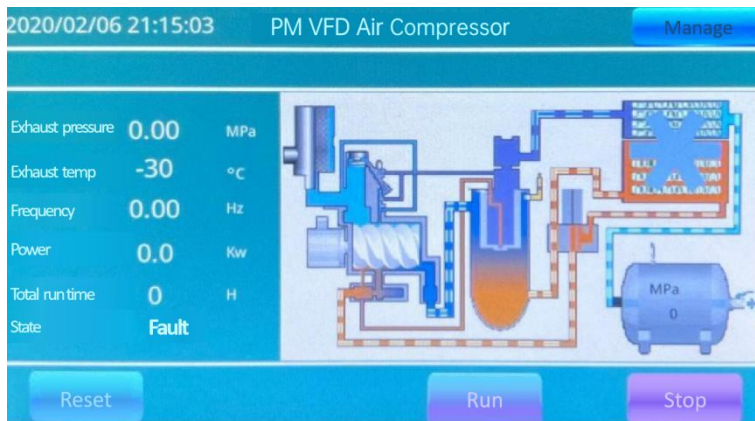 2020/02/06 21:15:03 PM VFD Air Compressor Manage
Exhaust pressure 0.00 MPa
Exhaust temp -30 °C
Frequency 0.00 Hz
Power 0.0 Kw
Total run time 0 H
State Fault
MPa
0
Reset Run Stop